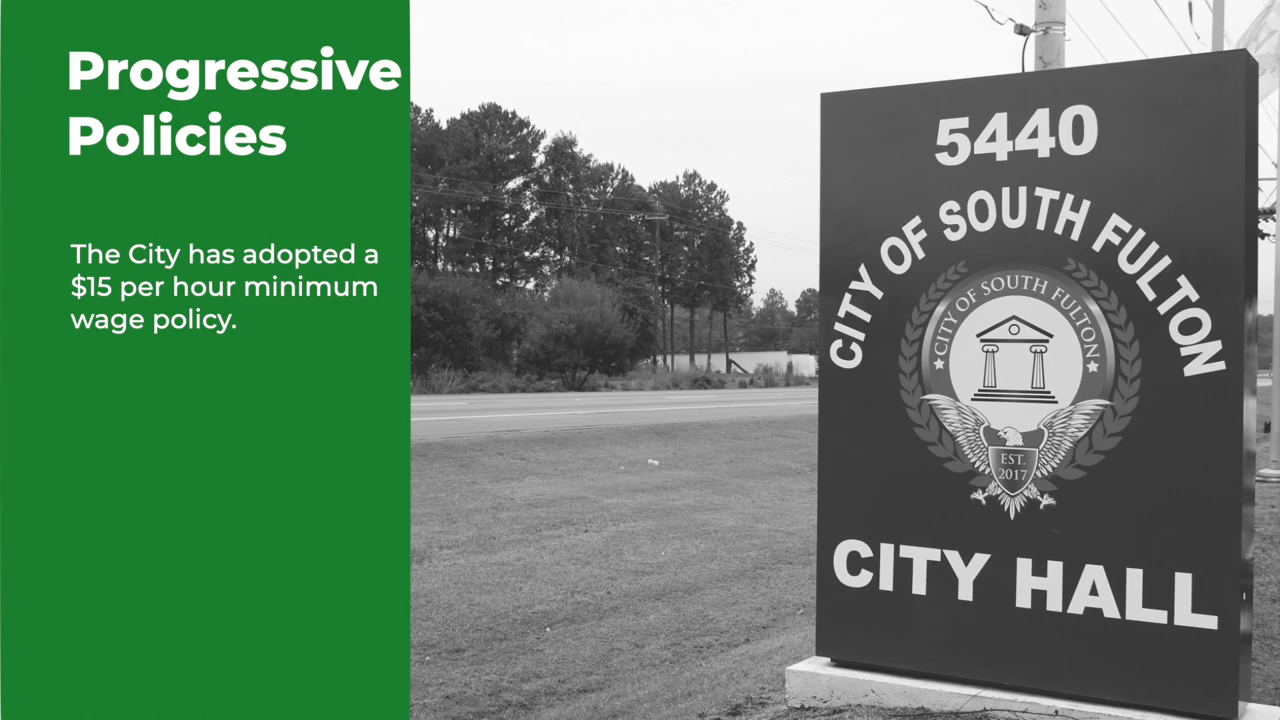 Progressive
Policies
The City has adopted a
$15 per hour minimum
wage policy.
5440
CITY OF SOUTH FULTON
CITY OF SOUTH FULTON
EST.
2017
CITY HALL